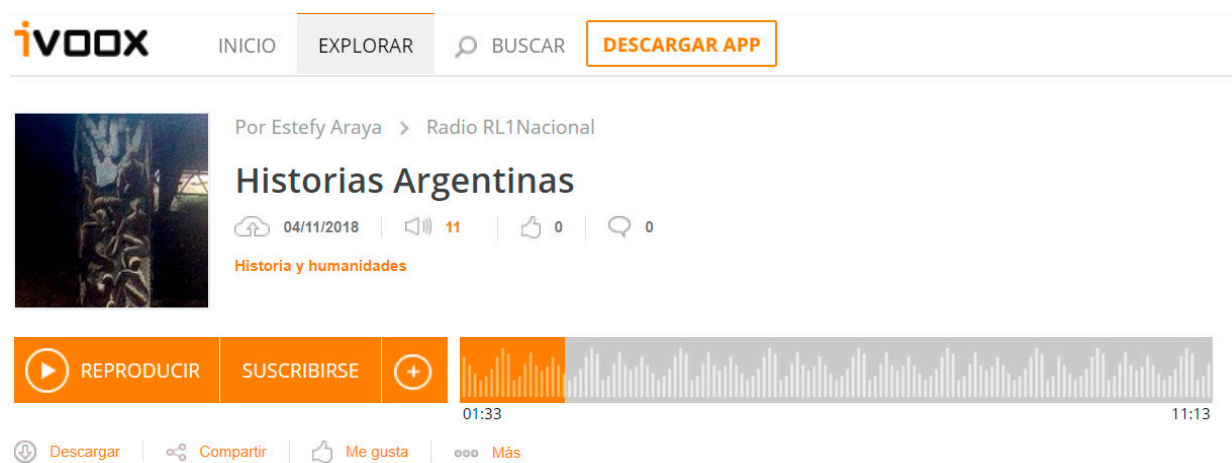 ivoox INICIO EXPLORAR BUSCAR DESCARGAR APP
Por Estefy Araya > Radio RL1Nacional
Historias Argentinas
04/11/2018 11 0 0
Historia y humanidades
REPRODUCIR SUSCRIBIRSE
01:33 11:13
Descargar Compartir Me gusta Más